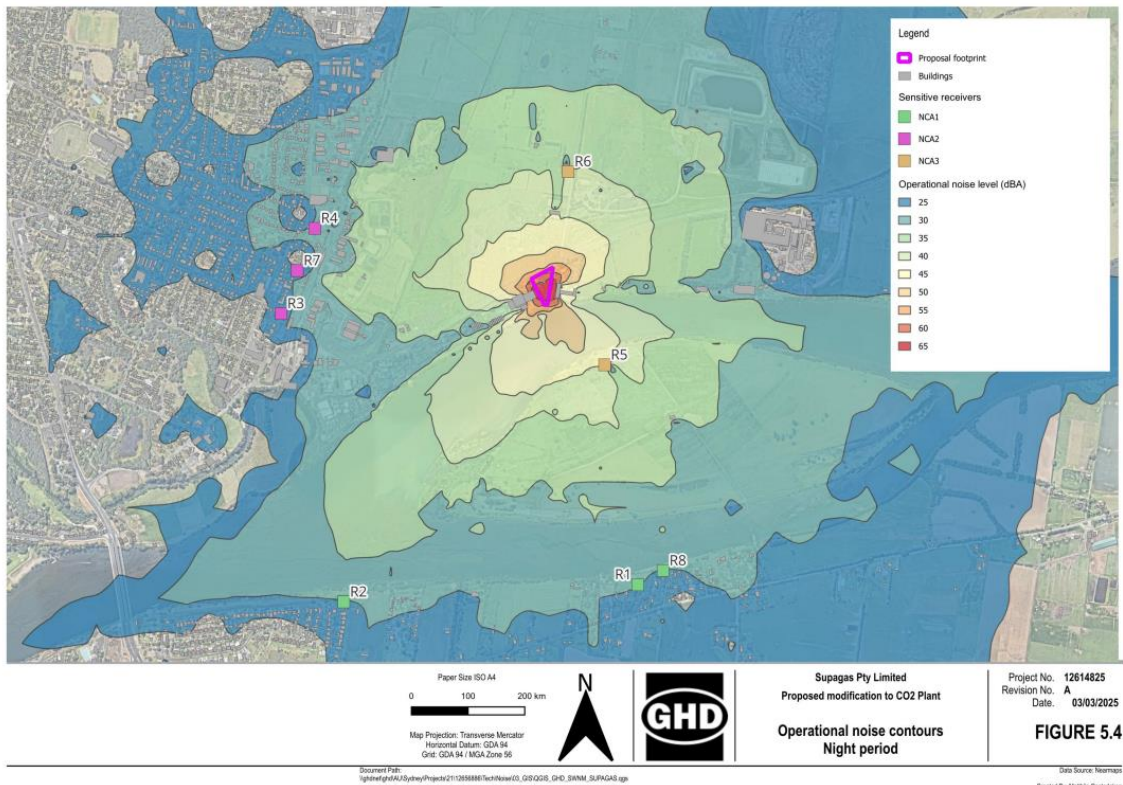 Legend
Proposal footprint
Buildings
Sensitive receivers
NCA1
NCA2
NCA3
Operational noise level (dBA)
25
30
35
40
45
50
55
60
65
R6
R4
R7
R3
R5
R8
R1
R2
Paper Size ISO A4
0 100 200 km
Map Projection: Transverse Mercator
Horizontal Datum: GDA 94
Grid: GDA 94 / MGA Zone 56
N
GHD
Supagas Pty Limited
Proposed modification to CO2 Plant
Operational noise contours
Night period
Project No. 12614825
Revision No. A
Date. 03/03/2025
FIGURE 5.4
Document Path:
Data Source: Nearmaps